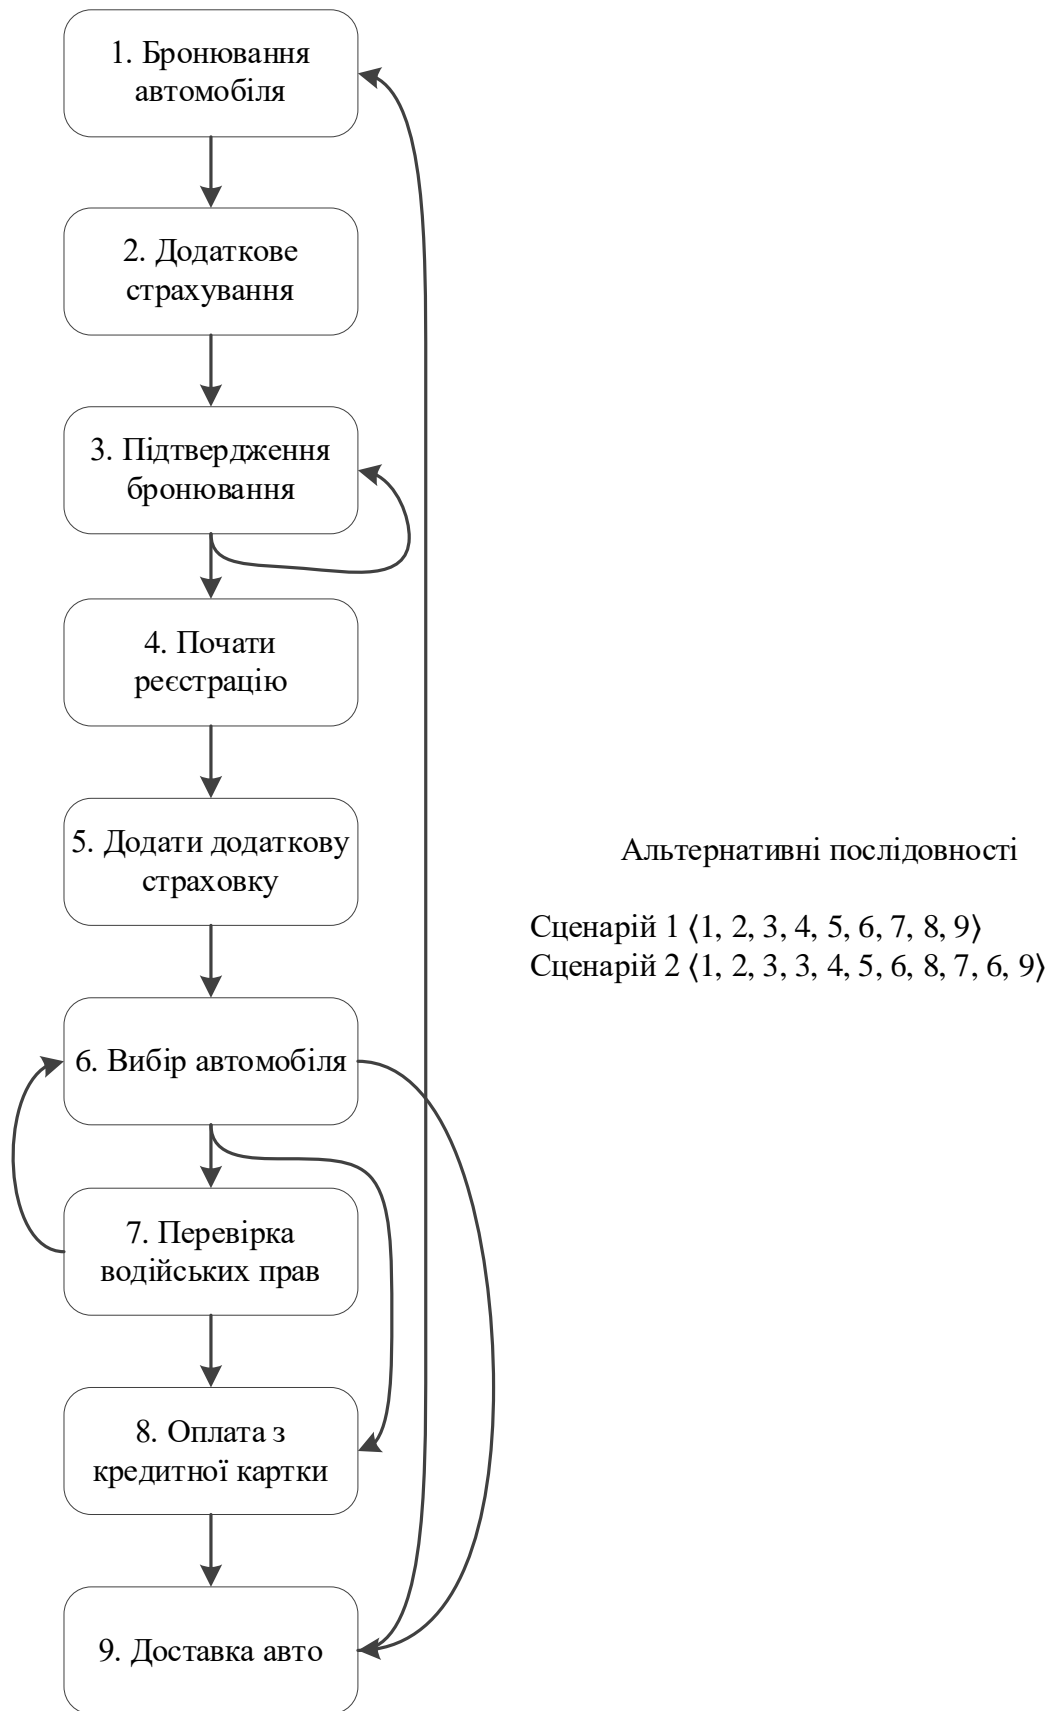 1. Бронювання
автомобіля
2. Додаткове
страхування
3. Підтвердження
бронювання
4. Почати
реєстрацію
5. Додати додаткову
страховку
Альтернативні послідовності
Сценарій 1 ⟨1, 2, 3, 4, 5, 6, 7, 8, 9⟩
Сценарій 2 ⟨1, 2, 3, 3, 4, 5, 6, 8, 7, 6, 9⟩
6. Вибір автомобіля
7. Перевірка
водійських прав
8. Оплата з
кредитної картки
9. Доставка авто